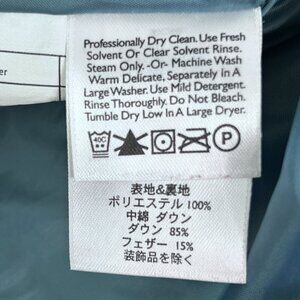 Professionally Dry Clean. Use Fresh
Solvent Or Clear Solvent Rinse.
Steam Only. -Or- Machine Wash
Warm Delicate, Separately In A
Large Washer. Use Mild Detergent.
Rinse Thoroughly. Do Not Bleach.
Tumble Dry Low In A Large Dryer.
40C
P
表地&裏地
ポリエステル 100%
中綿 ダウン
ダウン 85%
フェザー 15%
装飾品を除く